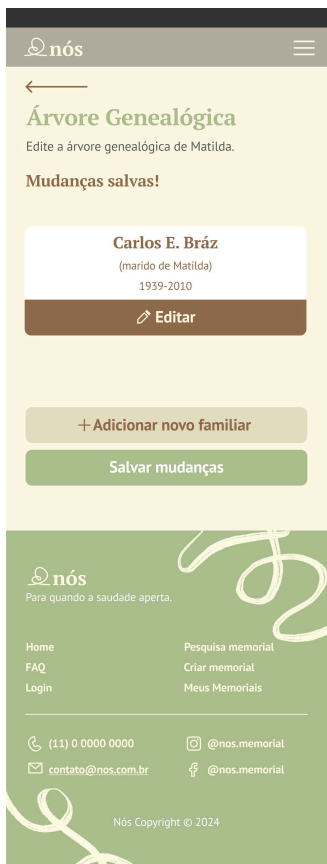 nós
Árvore Genealógica
Edite a árvore genealógica de Matilda.
Mudanças salvas!
Carlos E. Bráz
(marido de Matilda)
1939-2010
Editar
+Adicionar novo familiar
Salvar mudanças
nós
Para quando a saudade aperta.
Home
FAQ
Login
Pesquisa memorial
Criar memorial
Meus Memoriais
(11) 0 0000 0000
contato@nos.com.br
@nos.memorial
@nos.memorial
Nós Copyright © 2024